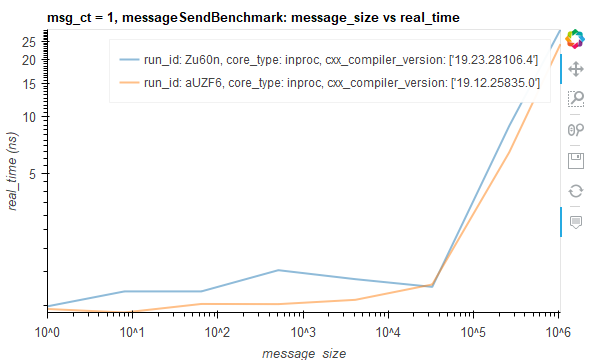 msg_ct = 1, messageSendBenchmark: message_size vs real_time
run_id: Zu60n, core_type: inproc, cxx_compiler_version: ['19.23.28106.4']
run_id: aUZF6, core_type: inproc, cxx_compiler_version: ['19.12.25835.0']
25
20
15
10
5
real_time (ns)
10^0
10^1
10^2
10^3
10^4
10^5
10^6
message_size